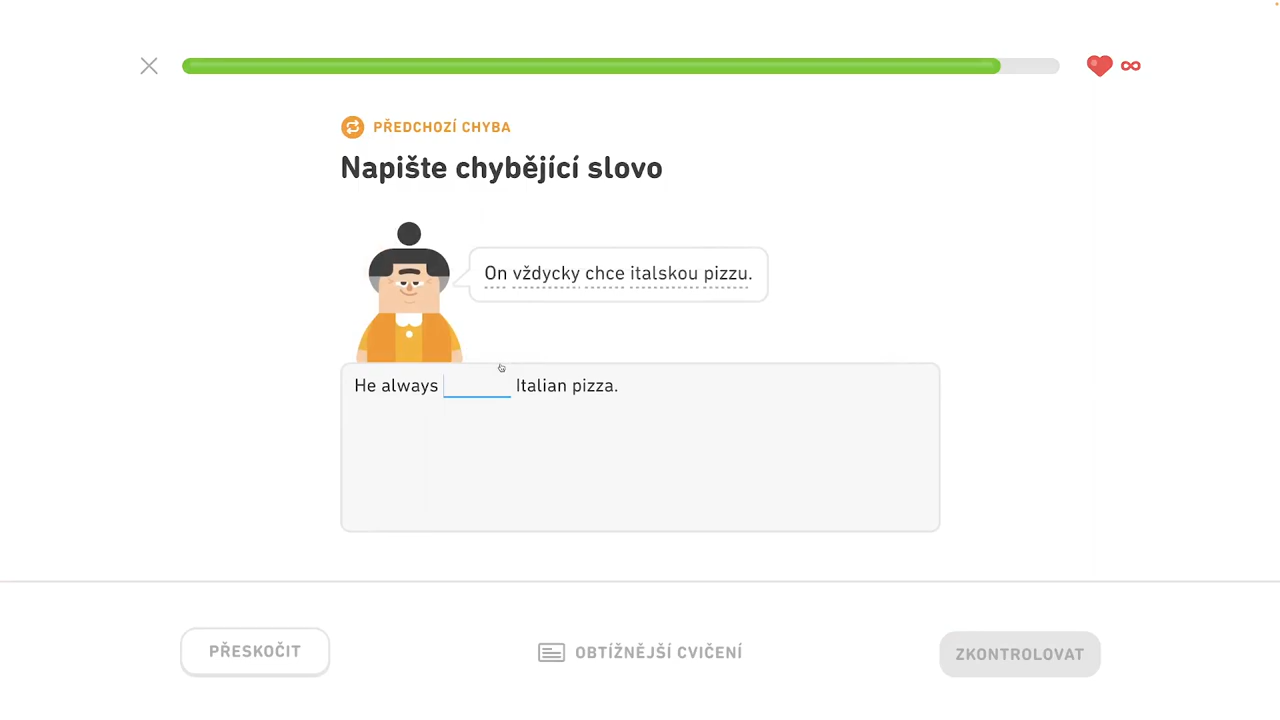 PŘEDCHOZÍ CHYBA
Napište chybějící slovo
On vždycky chce italskou pizzu.
He always Italian pizza.
PŘESKOČIT
OBTÍŽNĚJŠÍ CVIČENÍ
ZKONTROLOVAT